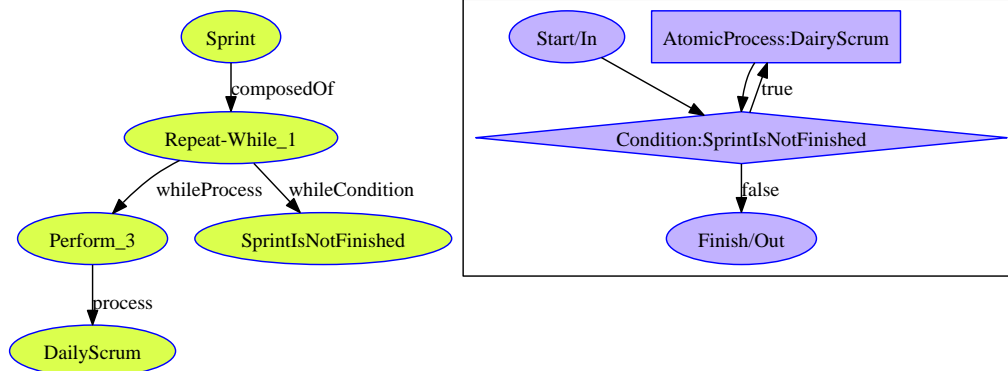 Sprint
composedOf
Repeat-While_1
whileProcess
whileCondition
Perform_3
SprintIsNotFinished
process
DailyScrum
Start/In
AtomicProcess:DairyScrum
true
Condition:SprintIsNotFinished
false
Finish/Out